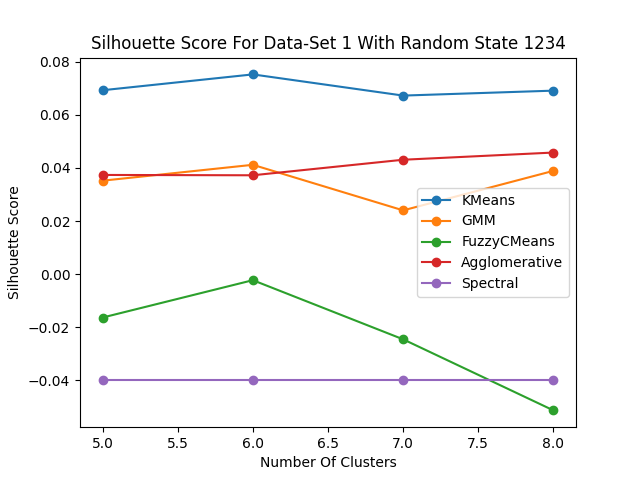 Silhouette Score For Data-Set 1 With Random State 1234
0.08
0.06
0.04
0.02
0.00
−0.02
−0.04
Silhouette Score
KMeans
GMM
FuzzyCMeans
Agglomerative
Spectral
5.0 5.5 6.0 6.5 7.0 7.5 8.0
Number Of Clusters